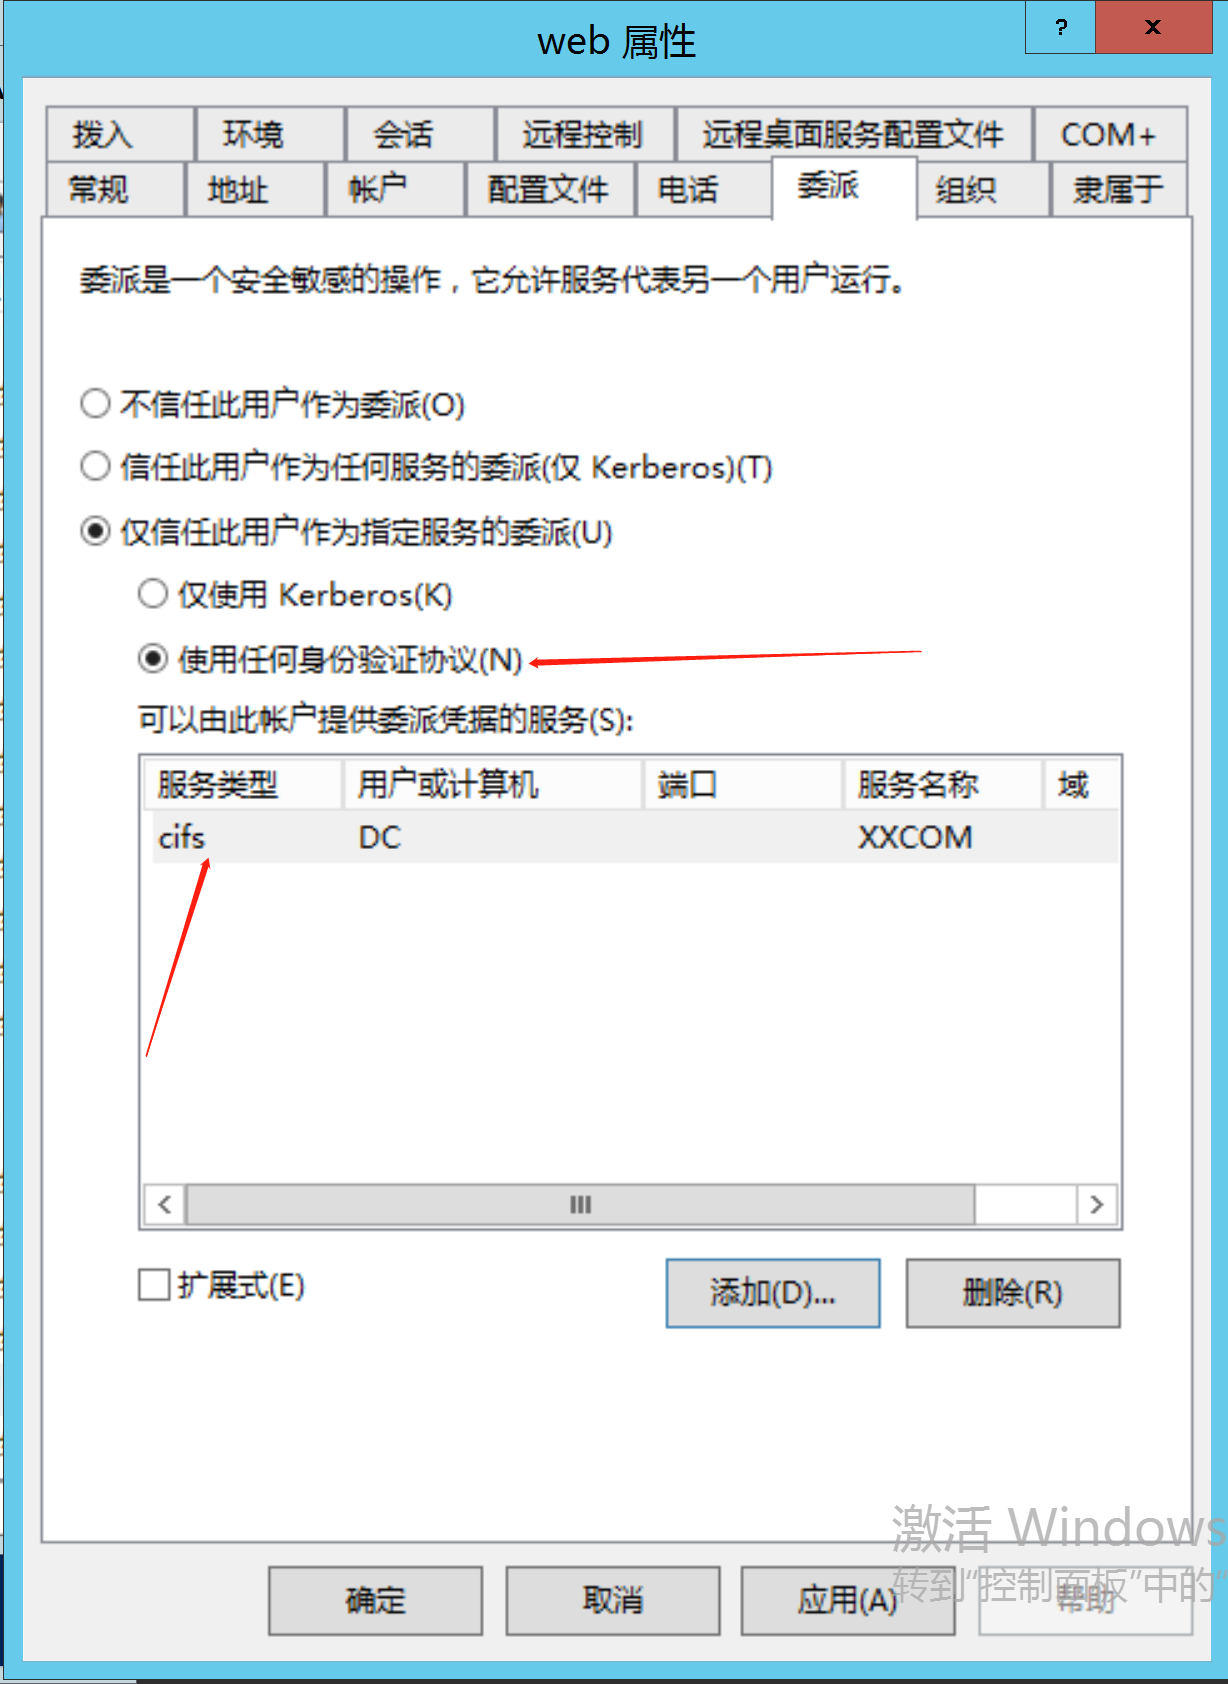 web 属性
?
x
拨入 环境 会话 远程控制 远程桌面服务配置文件 COM+
常规 地址 帐户 配置文件 电话 委派 组织 隶属于
委派是一个安全敏感的操作，它允许服务代表另一个用户运行。
不信任此用户作为委派(O)
信任此用户作为任何服务的委派(仅 Kerberos)(T)
仅信任此用户作为指定服务的委派(U)
仅使用 Kerberos(K)
使用任何身份验证协议(N)
可以由此帐户提供委派凭据的服务(S):
服务类型 用户或计算机 端口 服务名称 域
cifs DC XXCOM
扩展式(E) 添加(D)... 删除(R)
激活 Windows
转到"控制面板"中的"
确定 取消 应用(A) 帮助